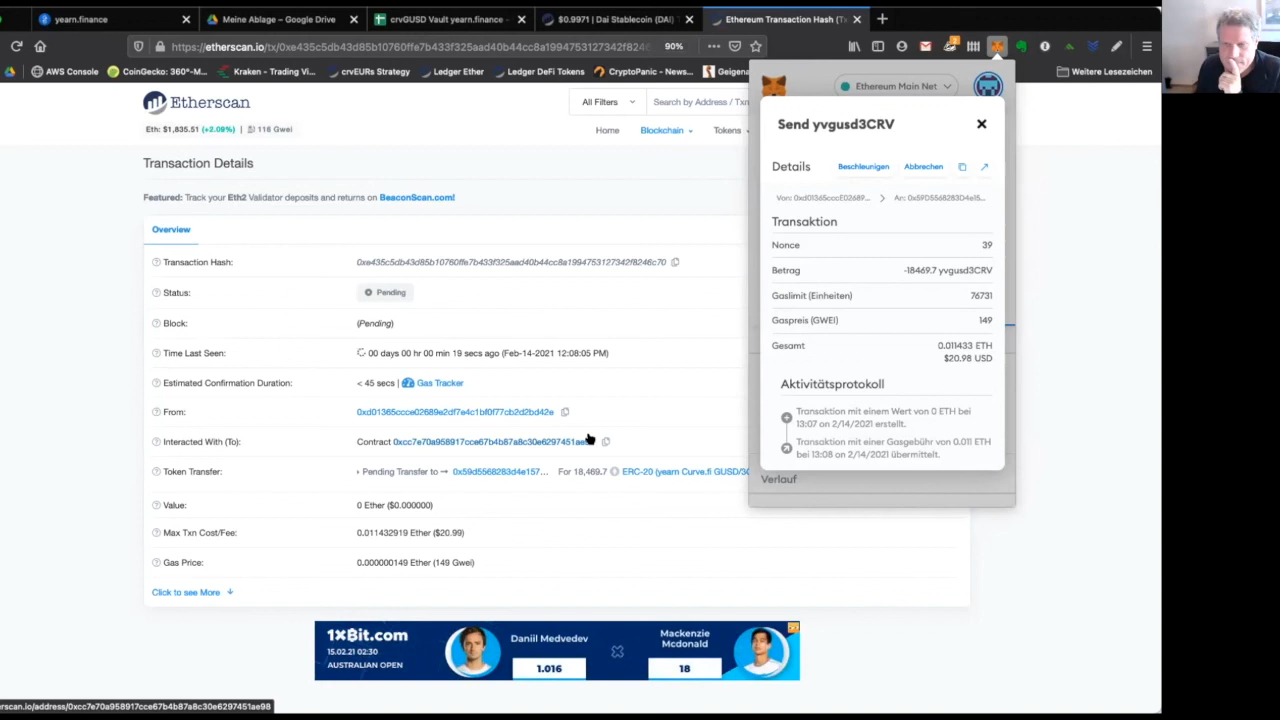 yearn.finance
Meine Ablage – Google Drive
crvGUSD Vault yearn.finance -
$0.9971 | Dai Stablecoin (DAI)
Ethereum Transaction Hash (Tx
https://etherscan.io/tx/0xe435c5db43d85b10760ffe7b433f325aad40b44cc8a1994753127342f8246
90%
AWS Console
CoinGecko: 360°-M...
Kraken - Trading Vi...
crvEURs Strategy
Ledger Ether
Ledger DeFi Tokens
CryptoPanic - News...
Geigena
Weitere Lesezeichen
Etherscan
All Filters
Search by Address / Txn
Eth: $1,835.51 (+2.09%) | 116 Gwei
Home
Blockchain
Tokens
Transaction Details
Featured: Track your Eth2 Validator deposits and returns on BeaconScan.com!
Overview
Transaction Hash: 0xe435c5db43d85b10760ffe7b433f325aad40b44cc8a1994753127342f8246c70
Status: Pending
Block: (Pending)
Time Last Seen: 00 days 00 hr 00 min 19 secs ago (Feb-14-2021 12:08:05 PM)
Estimated Confirmation Duration: < 45 secs | Gas Tracker
From: 0xd01365ccce02689e2df7e4c1bf0f77cb2d2bd42e
Interacted With (To): Contract 0xcc7e70a958917cce67b4b87a8c30e6297451ae
Token Transfer: Pending Transfer to → 0x59d5568283d4e157... For 18,469.7 ERC-20 (yearn Curve.fi GUSD/3C
Value: 0 Ether ($0.000000)
Max Txn Cost/Fee: 0.011432919 Ether ($20.99)
Gas Price: 0.000000149 Ether (149 Gwei)
Click to see More
Ethereum Main Net
Send yvgusd3CRV
Details
Beschleunigen
Abbrechen
Von: 0xd01365cccE02689...
An: 0x59D5568283D4e15...
Transaktion
Nonce 39
Betrag -18469.7 yvgusd3CRV
Gaslimit (Einheiten) 76731
Gaspreis (GWEI) 149
Gesamt 0.011433 ETH
$20.98 USD
Aktivitätsprotokoll
Transaktion mit einem Wert von 0 ETH bei
13:07 on 2/14/2021 erstellt.
Transaktion mit einer Gasgebühr von 0.011 ETH
bei 13:08 on 2/14/2021 übermittelt.
Verlauf
1XBit.com
15.02.21 02:30
AUSTRALIAN OPEN
Daniil Medvedev
1.016
Mackenzie
Mcdonald
18
erscan.io/address/0xcc7e70a958917cce67b4b87a8c30e6297451ae98